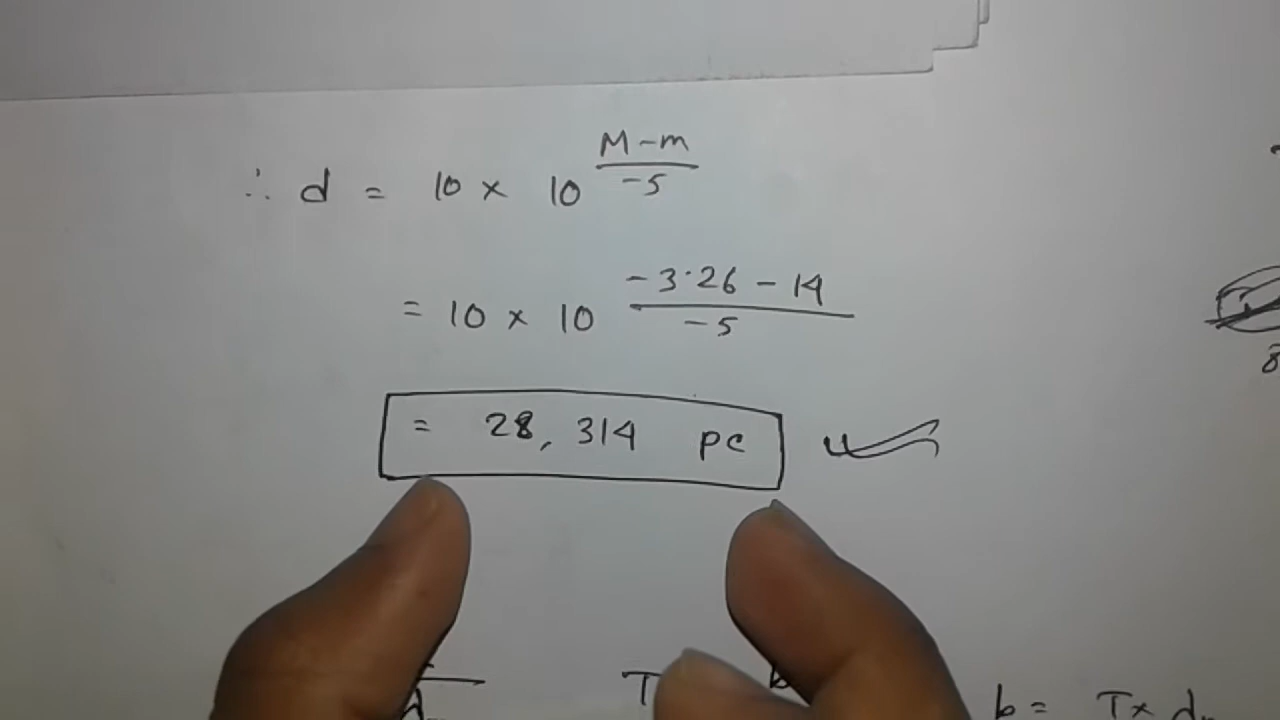 ∴ d = 10 × 10^((M-m)/-5)
= 10 × 10^((-3.26 - 14)/-5)
= 28, 314 pc
b = T × d